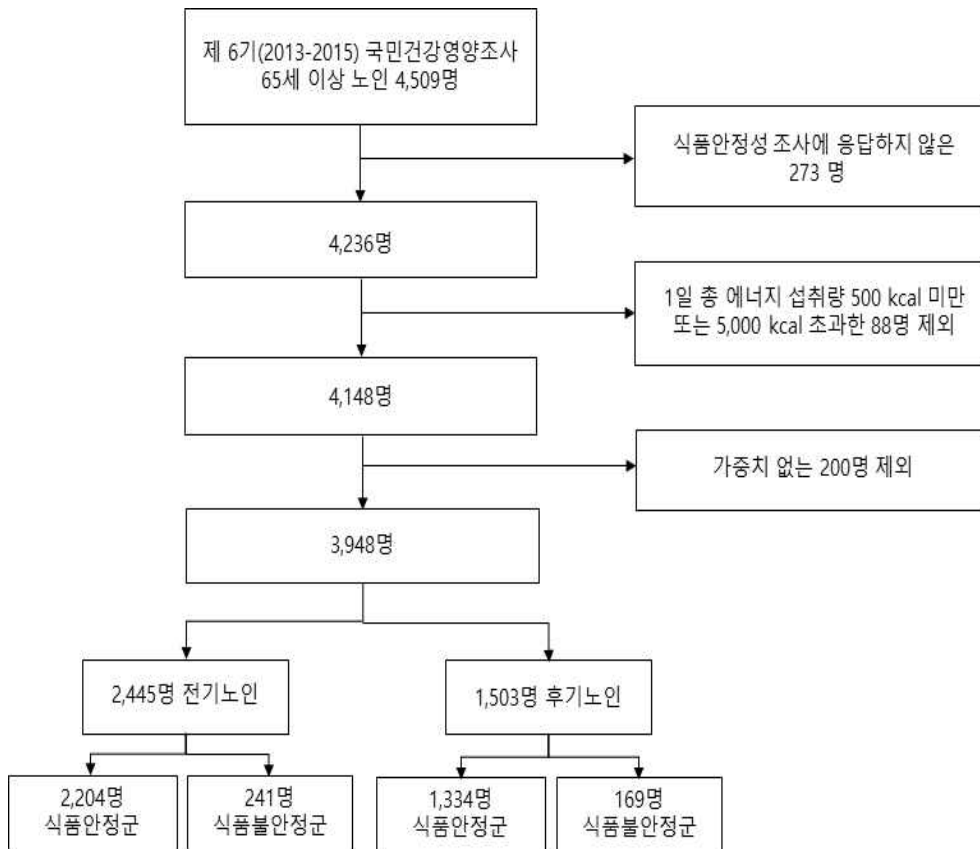 제 6기(2013-2015) 국민건강영양조사
65세 이상 노인 4,509명
식품안정성 조사에 응답하지 않은
273 명
4,236명
1일 총 에너지 섭취량 500 kcal 미만
또는 5,000 kcal 초과한 88명 제외
4,148명
가중치 없는 200명 제외
3,948명
2,445명 전기노인
1,503명 후기노인
2,204명
식품안정군
241명
식품불안정군
1,334명
식품안정군
169명
식품불안정군